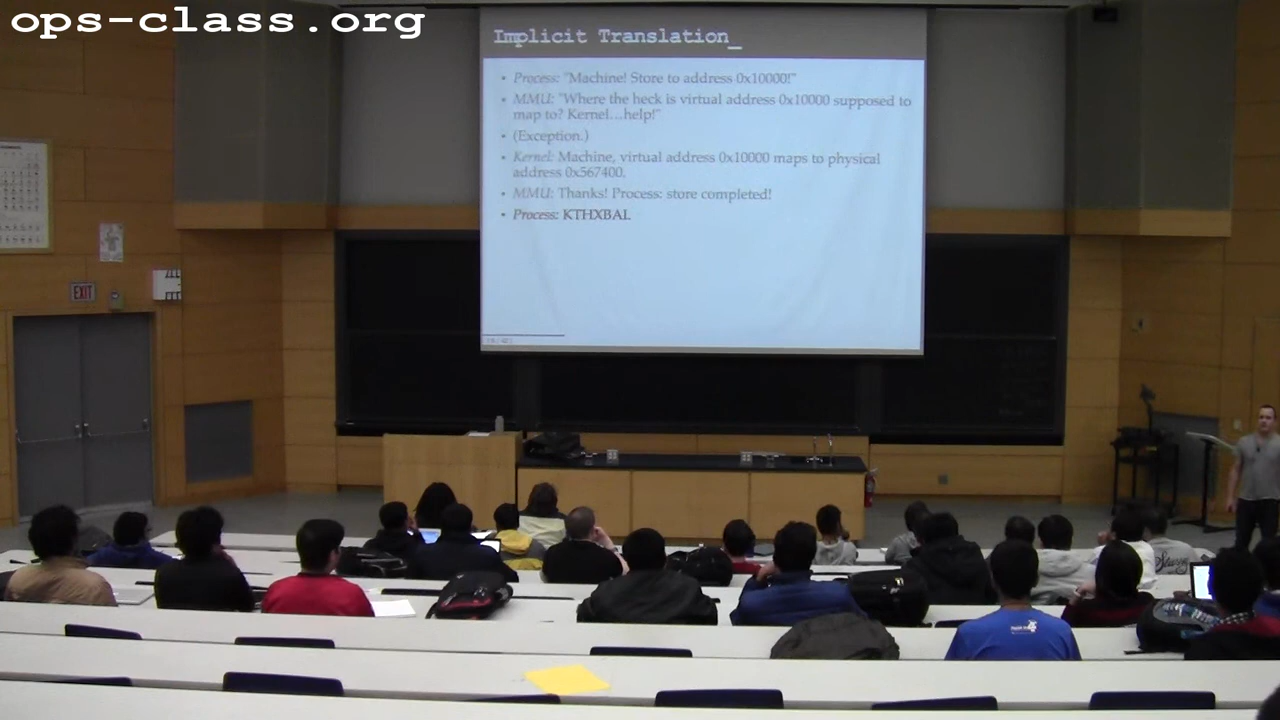 ops-class.org
Implicit Translation_
• Process: "Machine! Store to address 0x10000!"
• MMU: "Where the heck is virtual address 0x10000 supposed to
map to? Kernel...help!"
• (Exception.)
• Kernel: Machine, virtual address 0x10000 maps to physical
address 0x567400.
• MMU: Thanks! Process: store completed!
• Process: KTHXBAI.
EXIT